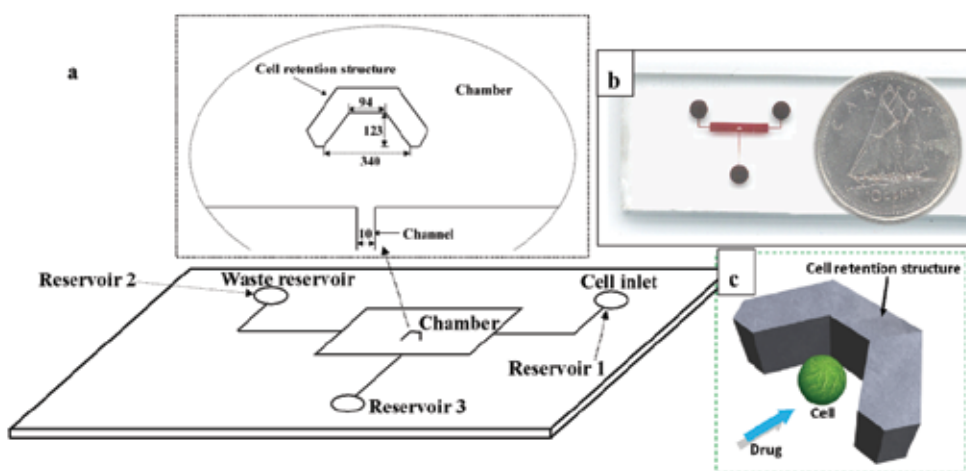 a
Cell retention structure
Chamber
94
123
340
10
Channel
Reservoir 2
Waste reservoir
Cell inlet
Chamber
Reservoir 1
Reservoir 3
b
CANADA
c
Cell retention structure
Cell
Drug